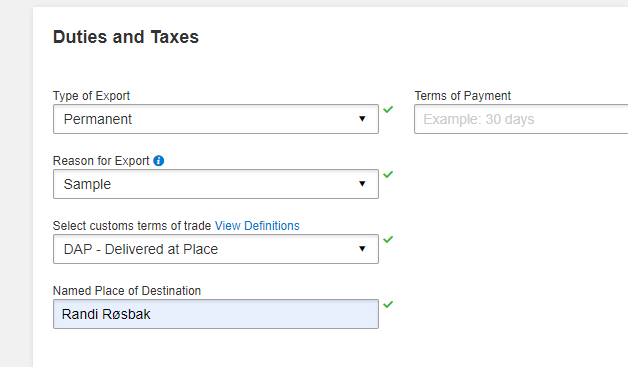 Duties and Taxes
Type of Export
Terms of Payment
Permanent
Example: 30 days
Reason for Export
Sample
Select customs terms of trade View Definitions
DAP - Delivered at Place
Named Place of Destination
Randi Røsbak